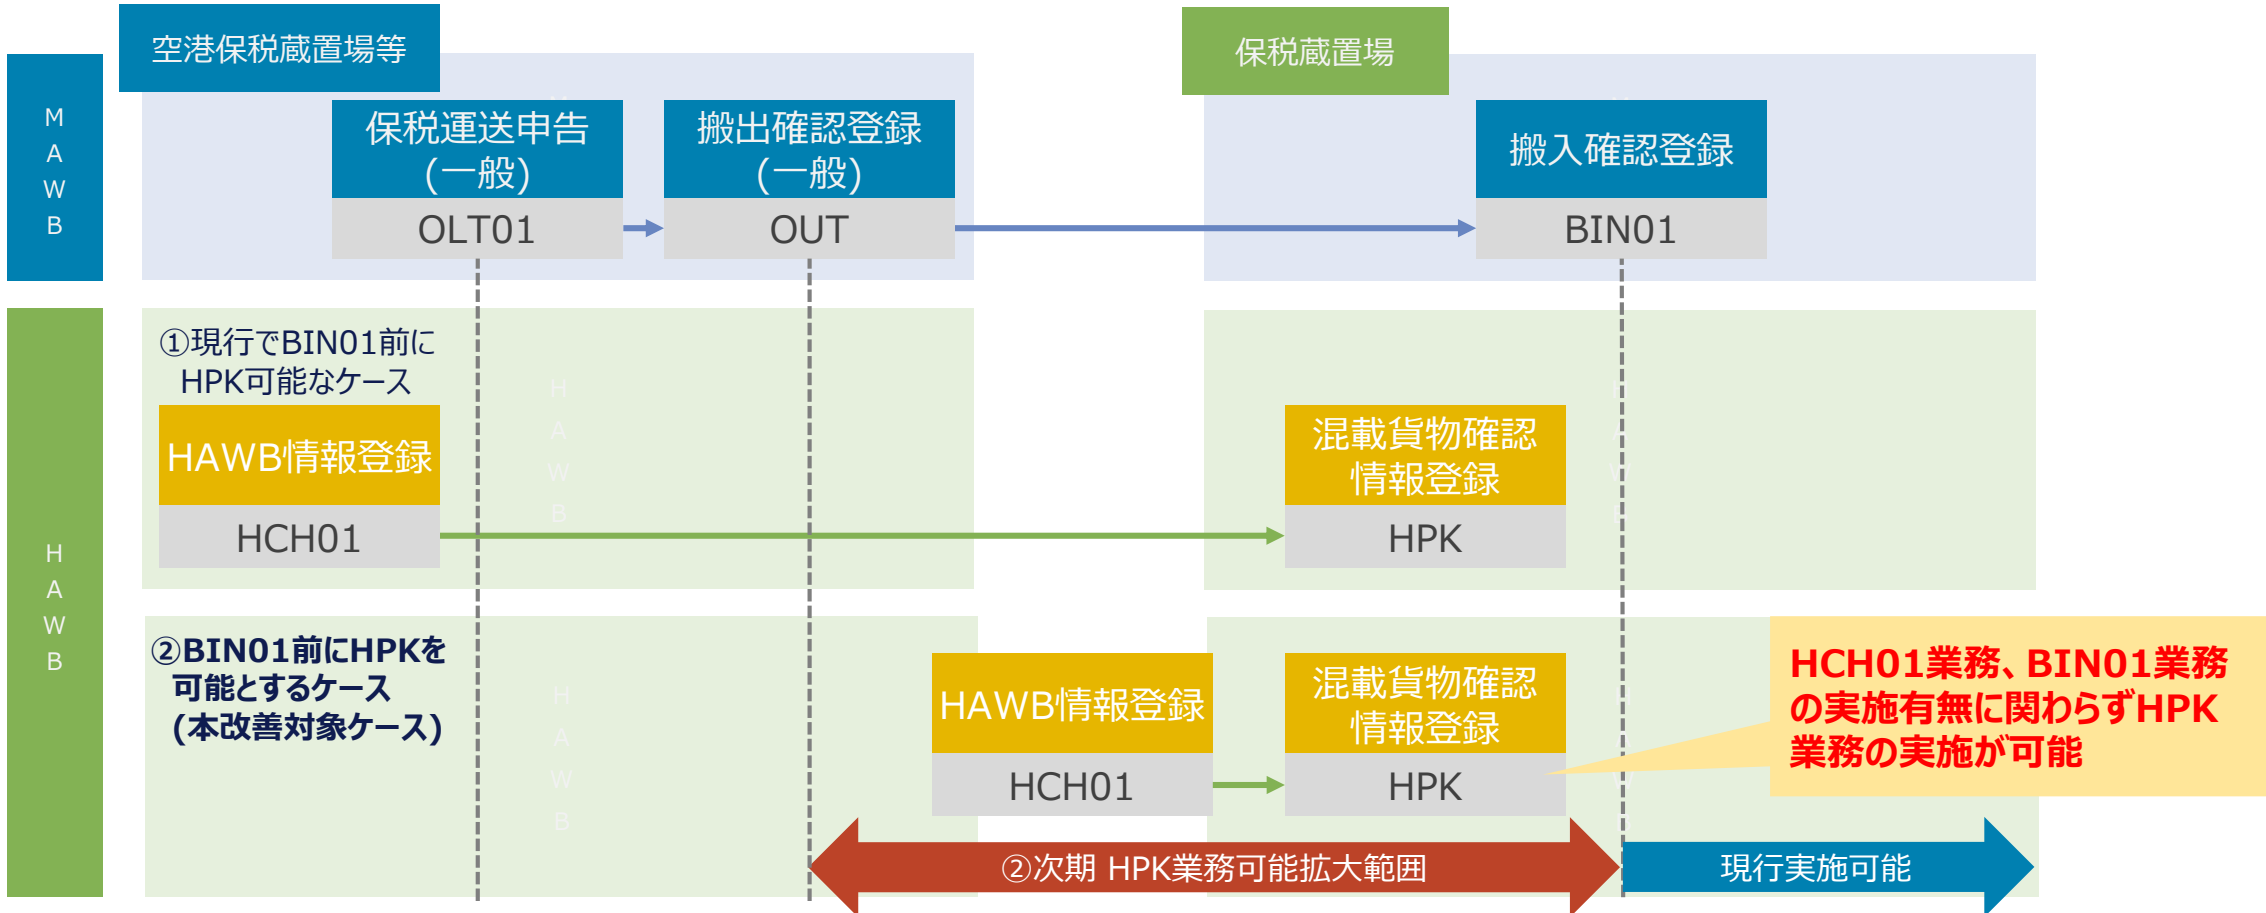 空港保税蔵置場等
保税蔵置場
M
A
W
B
保税運送申告
(一般)
OLT01
搬出確認登録
(一般)
OUT
搬入確認登録
BIN01
H
A
W
B
①現行でBIN01前に
HPK可能なケース
HAWB情報登録
HCH01
H
A
W
B
混載貨物確認
情報登録
HPK
②BIN01前にHPKを
可能とするケース
(本改善対象ケース)
H
A
W
B
HAWB情報登録
HCH01
混載貨物確認
情報登録
HPK
HCH01業務、BIN01業務
の実施有無に関わらずHPK
業務の実施が可能
②次期 HPK業務可能拡大範囲
現行実施可能